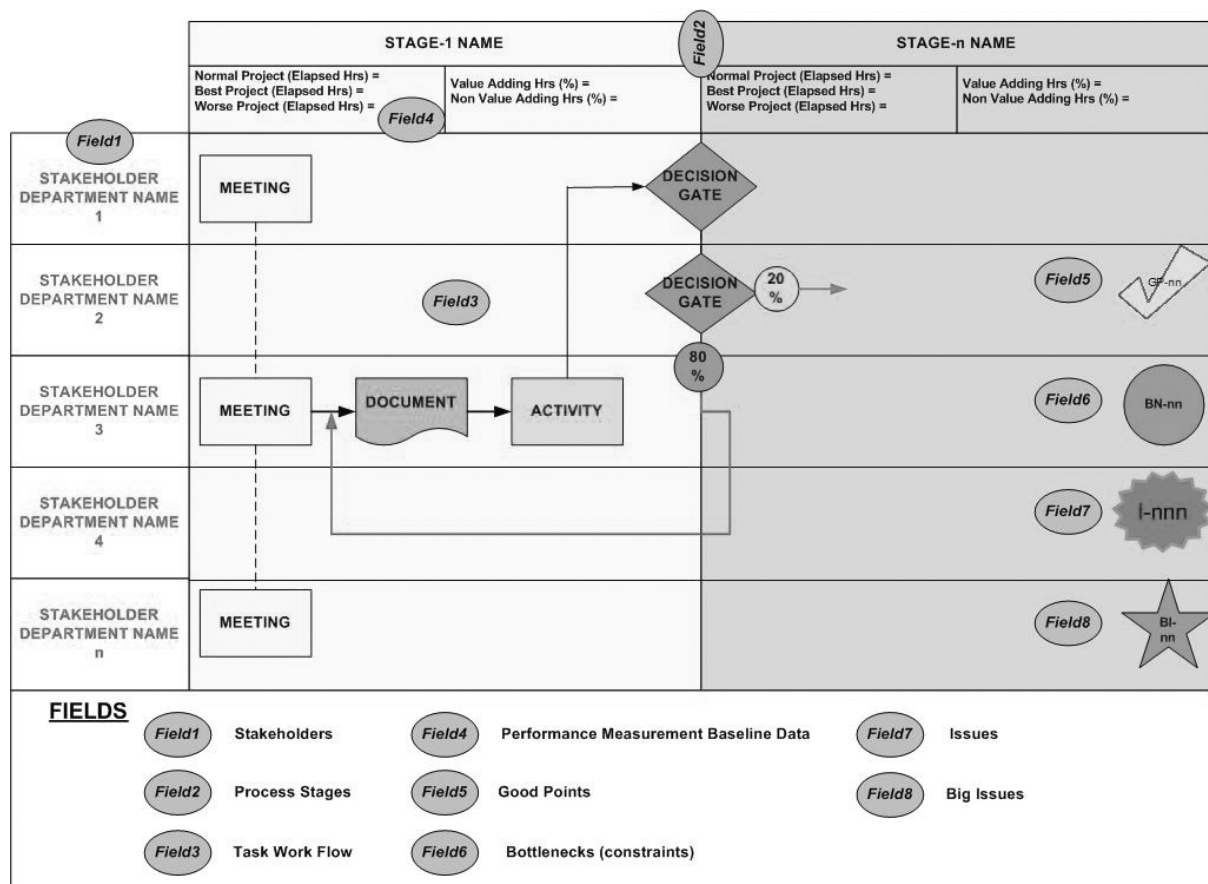 STAGE-1 NAME
Field2
STAGE-n NAME
Normal Project (Elapsed Hrs) =
Best Project (Elapsed Hrs) =
Worse Project (Elapsed Hrs) =
Value Adding Hrs (%) =
Non Value Adding Hrs (%) =
Normal Project (Elapsed Hrs) =
Best Project (Elapsed Hrs) =
Worse Project (Elapsed Hrs) =
Value Adding Hrs (%) =
Non Value Adding Hrs (%) =
Field1
Field4
STAKEHOLDER
DEPARTMENT NAME
1
MEETING
DECISION
GATE
STAKEHOLDER
DEPARTMENT NAME
2
Field3
DECISION
GATE
20
%
Field5
GP-nn
STAKEHOLDER
DEPARTMENT NAME
3
MEETING
DOCUMENT
ACTIVITY
80
%
Field6
BN-nn
STAKEHOLDER
DEPARTMENT NAME
4
Field7
I-nnn
STAKEHOLDER
DEPARTMENT NAME
n
MEETING
Field8
BI-
nn
FIELDS
Field1 Stakeholders
Field4 Performance Measurement Baseline Data
Field7 Issues
Field2 Process Stages
Field5 Good Points
Field8 Big Issues
Field3 Task Work Flow
Field6 Bottlenecks (constraints)